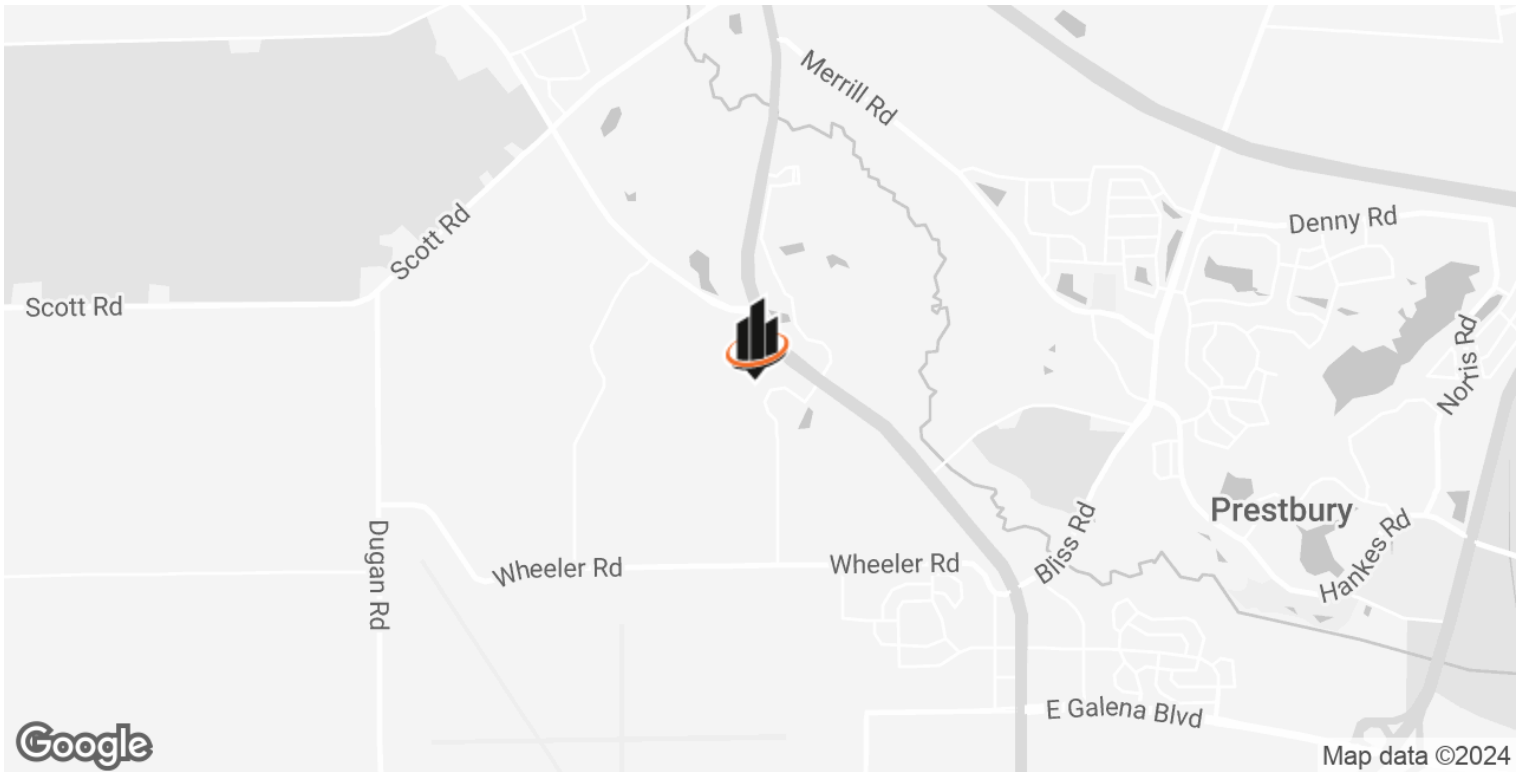 Merrill Rd
Denny Rd
Scott Rd
Scott Rd
Norris Rd
Prestbury
Bliss Rd
Hankes Rd
Dugan Rd
Wheeler Rd
Wheeler Rd
E Galena Blvd
Google
Map data ©2024